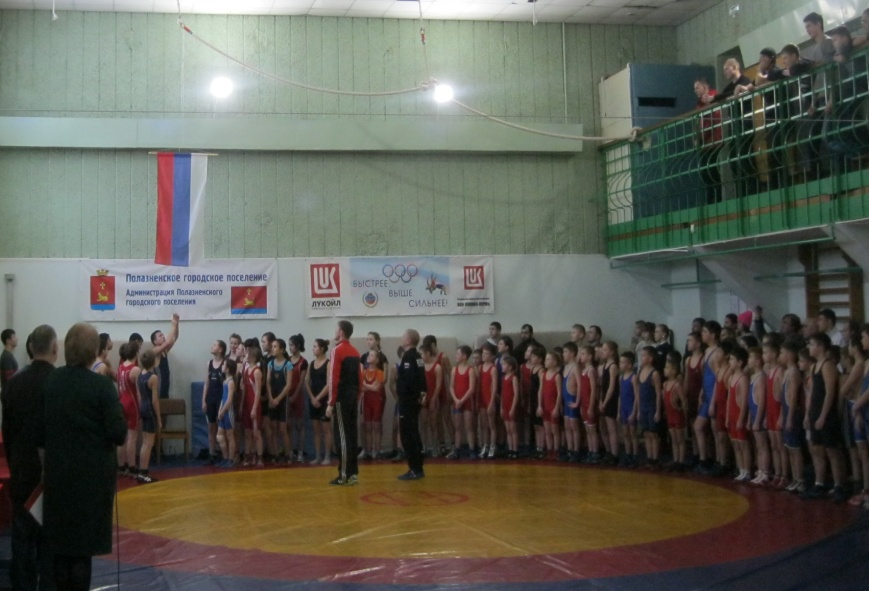 Полазненское городское поселение
Администрация Полазненского
городского поселения
ЛУКОЙЛ
БЫСТРЕЕ
ВЫШЕ
СИЛЬНЕЕ!